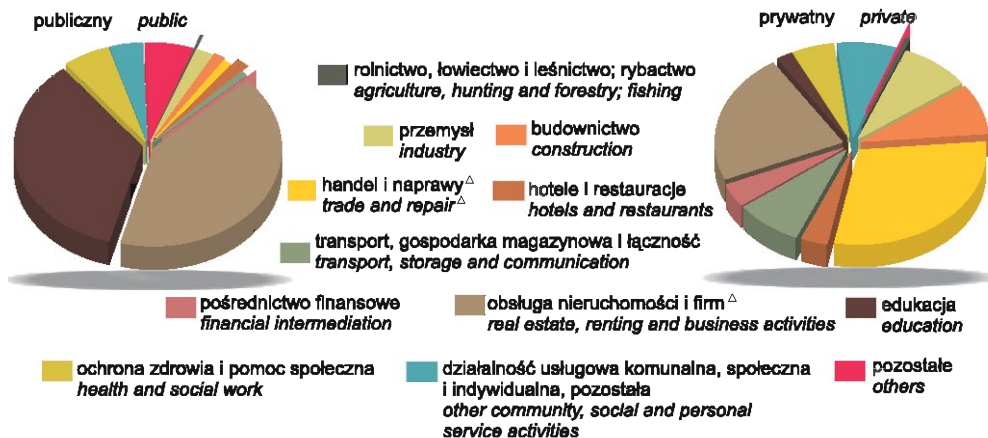 publiczny public
prywatny private
rolnictwo, łowiectwo i leśnictwo; rybactwo
agriculture, hunting and forestry; fishing
przemysł
industry
budownictwo
construction
handel i naprawy△
trade and repair△
hotele i restauracje
hotels and restaurants
transport, gospodarka magazynowa i łączność
transport, storage and communication
pośrednictwo finansowe
financial intermediation
obsługa nieruchomości i firm△
real estate, renting and business activities
edukacja
education
ochrona zdrowia i pomoc społeczna
health and social work
działalność usługowa komunalna, społeczna
i indywidualna, pozostała
other community, social and personal
service activities
pozostałe
others